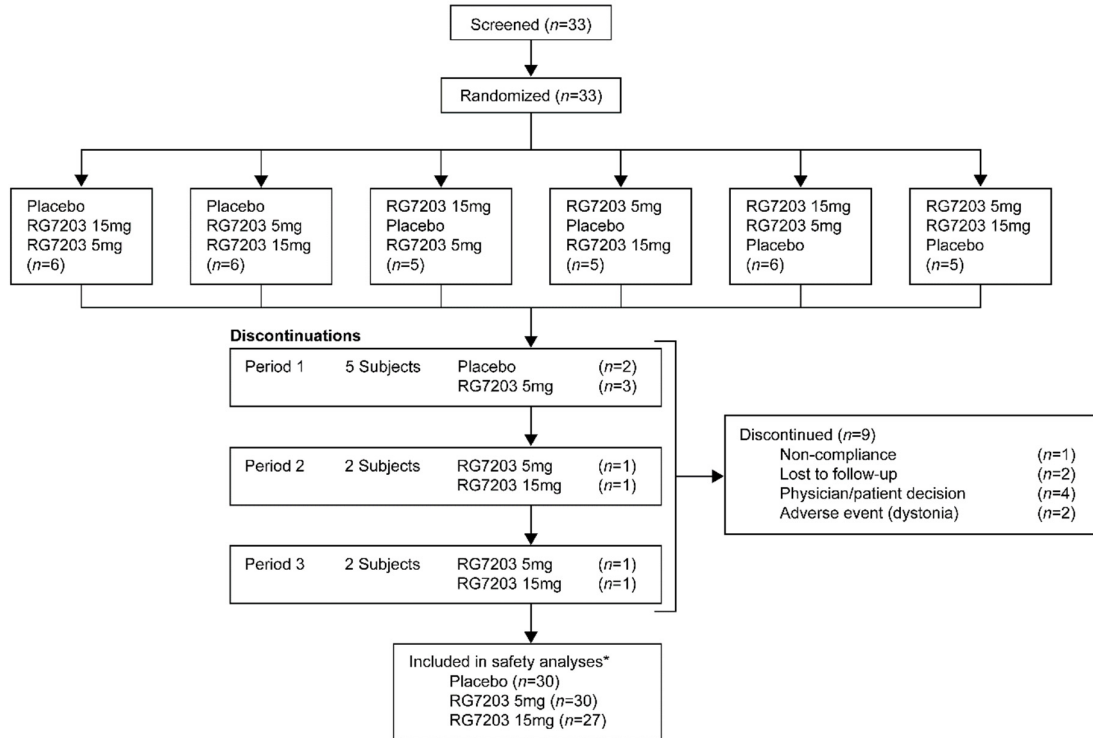 Screened (n=33)
Randomized (n=33)
Placebo
RG7203 15mg
RG7203 5mg
(n=6)
Placebo
RG7203 5mg
RG7203 15mg
(n=6)
RG7203 15mg
Placebo
RG7203 5mg
(n=5)
RG7203 5mg
Placebo
RG7203 15mg
(n=5)
RG7203 15mg
RG7203 5mg
Placebo
(n=6)
RG7203 5mg
RG7203 15mg
Placebo
(n=5)
Discontinuations
Period 1 5 Subjects Placebo (n=2)
RG7203 5mg (n=3)
Period 2 2 Subjects RG7203 5mg (n=1)
RG7203 15mg (n=1)
Period 3 2 Subjects RG7203 5mg (n=1)
RG7203 15mg (n=1)
Discontinued (n=9)
Non-compliance (n=1)
Lost to follow-up (n=2)
Physician/patient decision (n=4)
Adverse event (dystonia) (n=2)
Included in safety analyses*
Placebo (n=30)
RG7203 5mg (n=30)
RG7203 15mg (n=27)